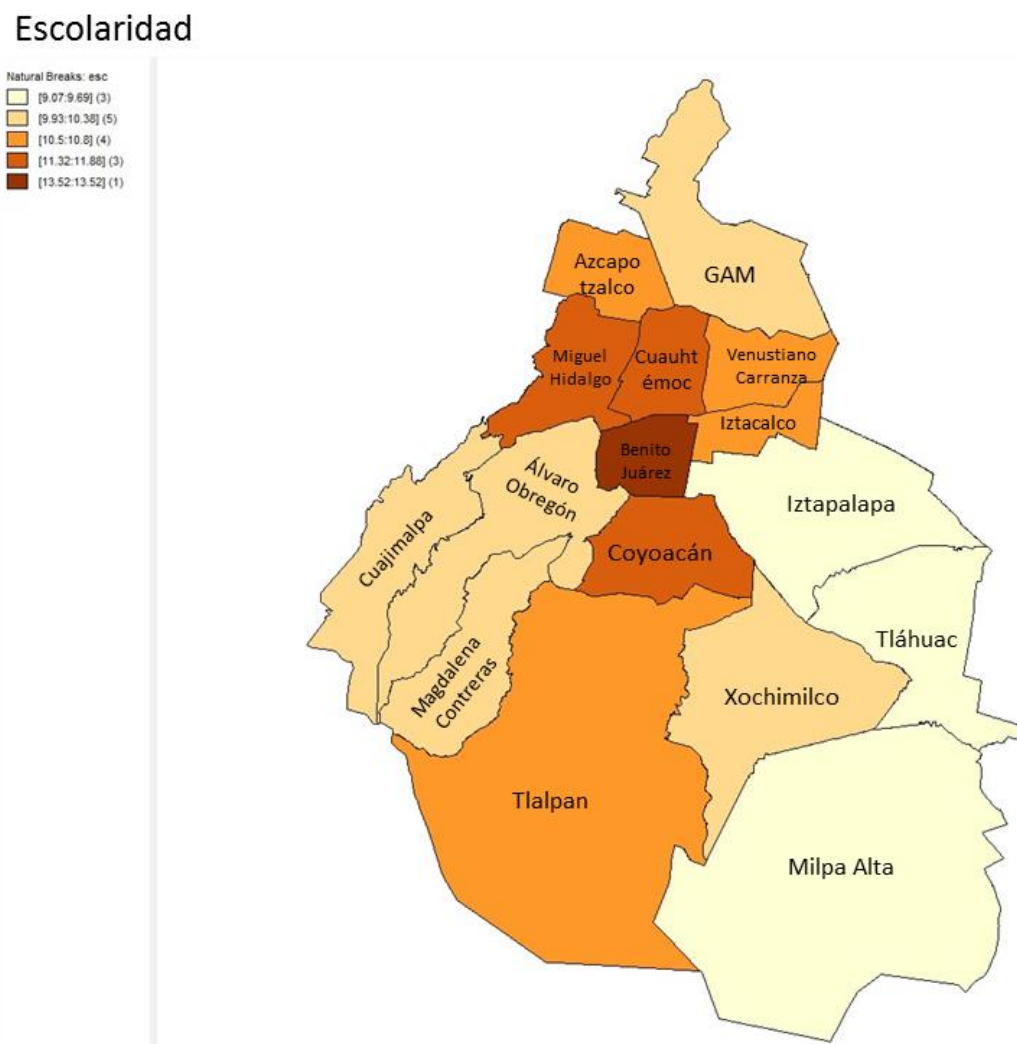 Escolaridad
Natural Breaks: esc
[9.07:9.69] (3)
[9.93:10.38] (5)
[10.5:10.8] (4)
[11.32:11.88] (3)
[13.52:13.52] (1)
GAM
Azcapo
tzalco
Miguel
Hidalgo
Cuauht
émoc
Venustiano
Carranza
Iztacalco
Benito
Juárez
Álvaro
Obregón
Iztapalapa
Cuajimalpa
Coyoacán
Tláhuac
Magdalena
Contreras
Xochimilco
Tlalpan
Milpa Alta